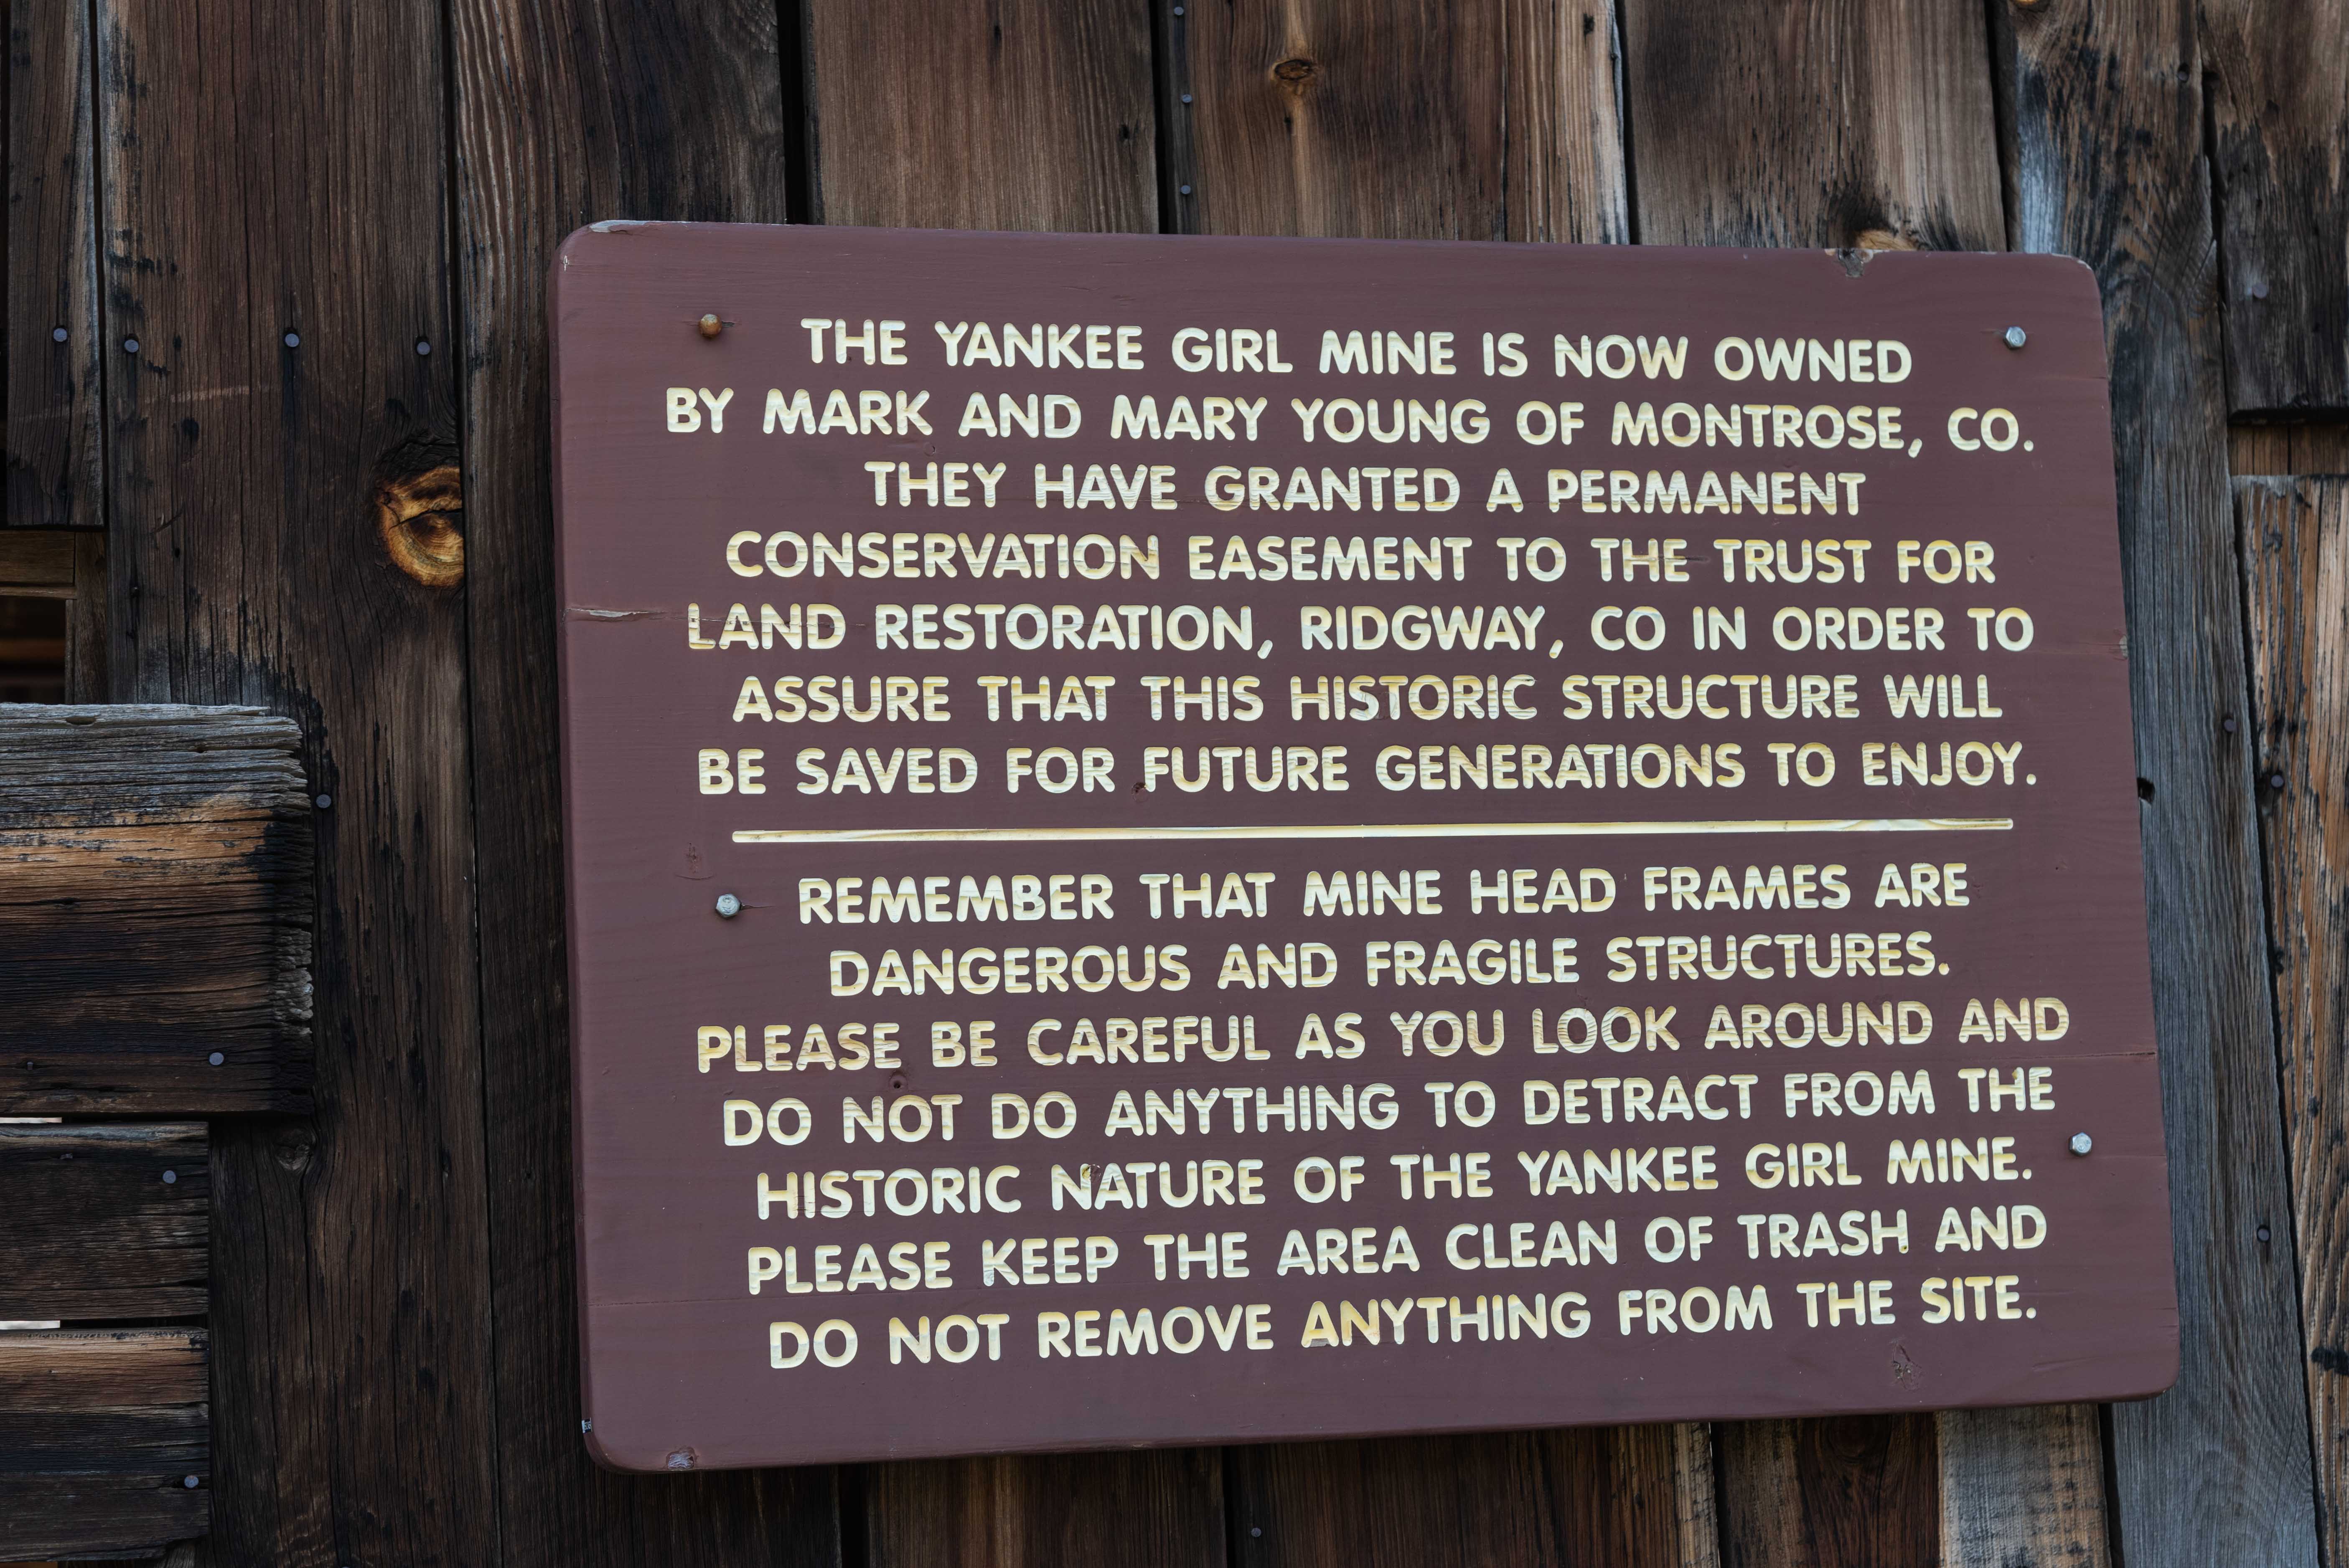 THE YANKEE GIRL MINE IS NOW OWNED
BY MARK AND MARY YOUNG OF MONTROSE, CO.
THEY HAVE GRANTED A PERMANENT
CONSERVATION EASEMENT TO THE TRUST FOR
LAND RESTORATION, RIDGWAY, CO IN ORDER TO
ASSURE THAT THIS HISTORIC STRUCTURE WILL
BE SAVED FOR FUTURE GENERATIONS TO ENJOY.
REMEMBER THAT MINE HEAD FRAMES ARE
DANGEROUS AND FRAGILE STRUCTURES.
PLEASE BE CAREFUL AS YOU LOOK AROUND AND
DO NOT DO ANYTHING TO DETRACT FROM THE
HISTORIC NATURE OF THE YANKEE GIRL MINE.
PLEASE KEEP THE AREA CLEAN OF TRASH AND
DO NOT REMOVE ANYTHING FROM THE SITE.